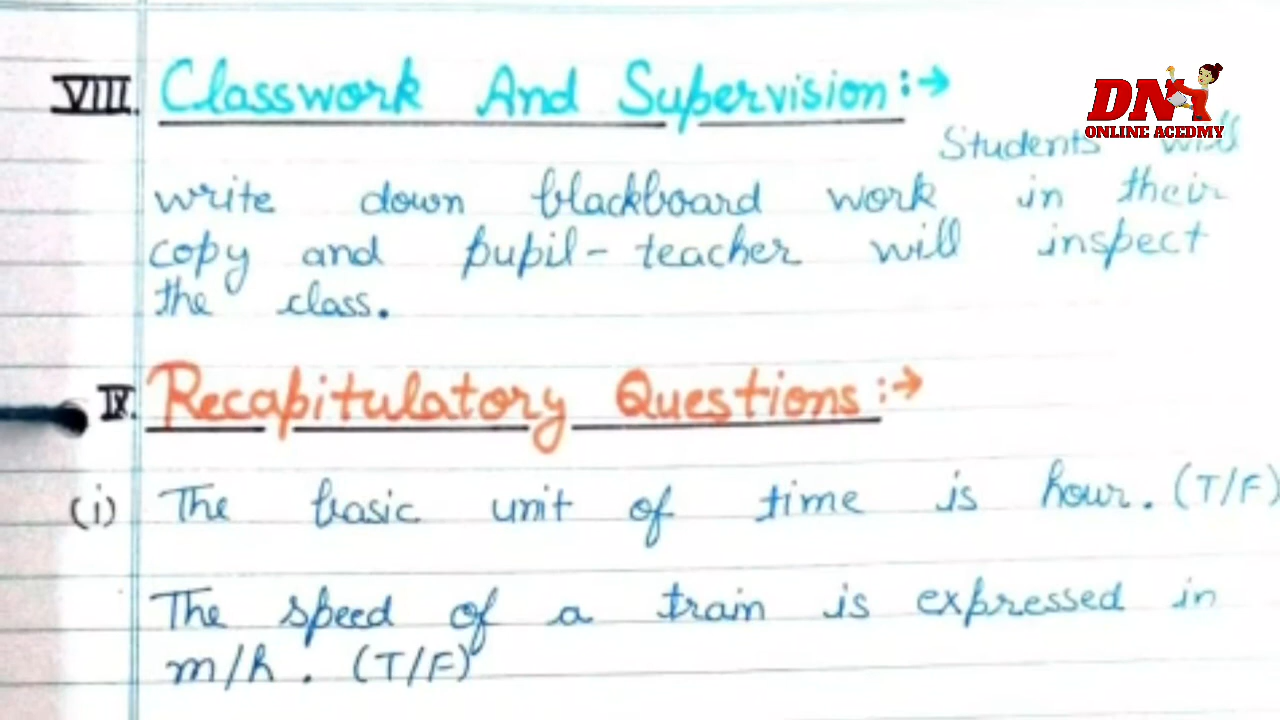 VIII. Classwork And Supervision:→
DNA
ONLINE ACEDMY
Students will
write down blackboard work in their
copy and pupil-teacher will inspect
the class.
IX. Recapitulatory Questions:→
(i) The basic unit of time is hour. (T/F)
The speed of a train is expressed in
m/h. (T/F)